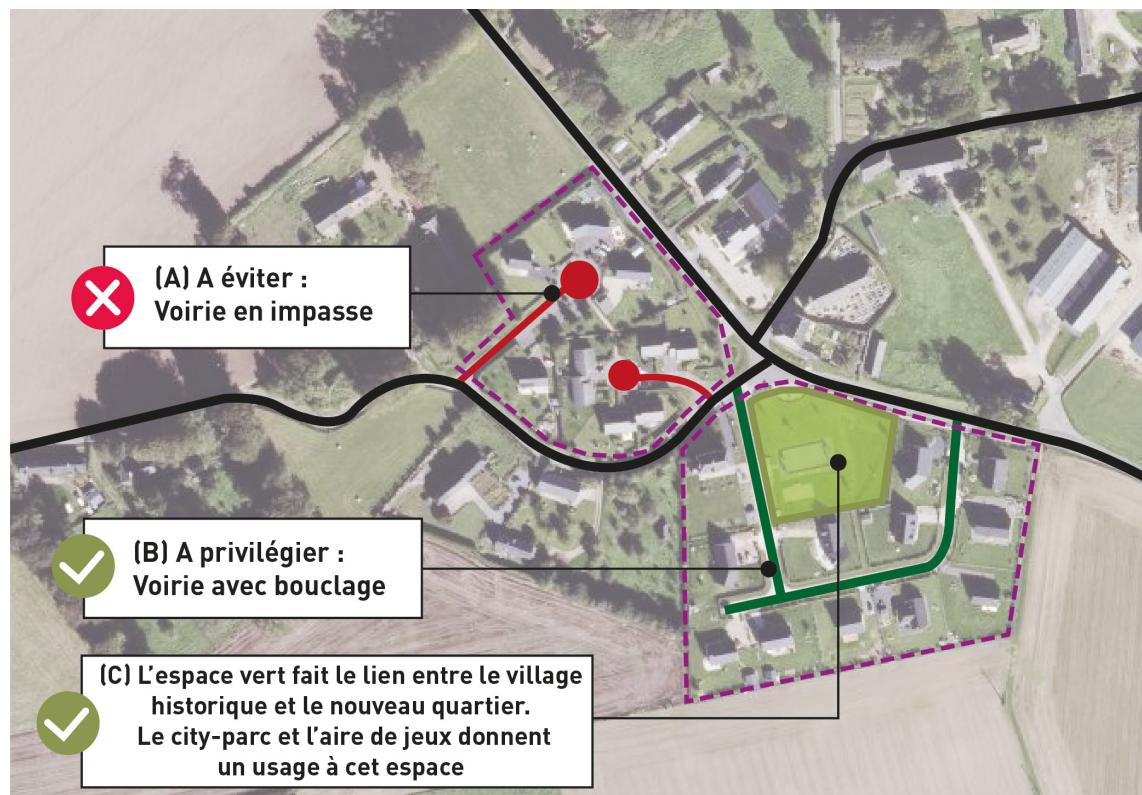 (A) A éviter :
Voirie en impasse
(B) A privilégier :
Voirie avec bouclage
(C) L’espace vert fait le lien entre le village
historique et le nouveau quartier.
Le city-parc et l’aire de jeux donnent
un usage à cet espace